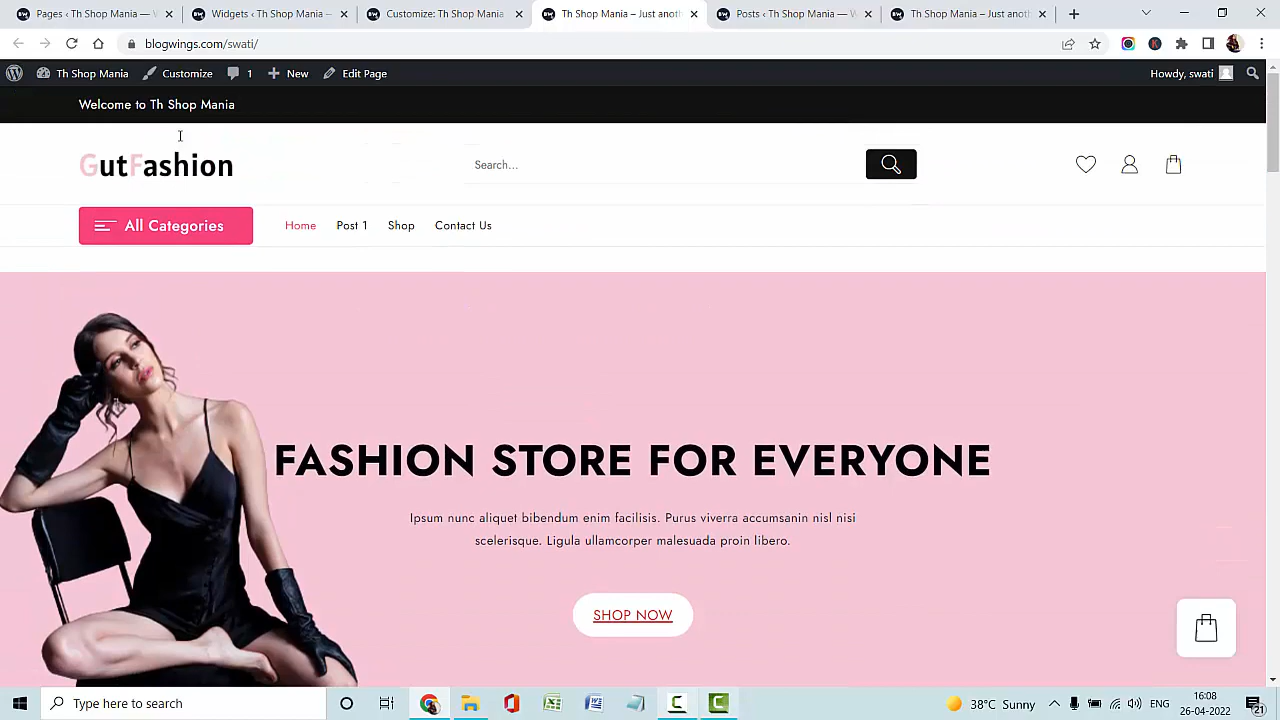 Pages ‹ Th Shop Mania — W
Widgets ‹ Th Shop Mania — W
Customize: Th Shop Mania
Th Shop Mania – Just anoth
Posts ‹ Th Shop Mania — W
Th Shop Mania – Just anoth
blogwings.com/swati/
Th Shop Mania Customize 1 New Edit Page Howdy, swati
Welcome to Th Shop Mania
GutFashion
Search...
All Categories
Home Post 1 Shop Contact Us
FASHION STORE FOR EVERYONE
Ipsum nunc aliquet bibendum enim facilisis. Purus viverra accumsanin nisl nisi
scelerisque. Ligula ullamcorper malesuada proin libero.
SHOP NOW
Type here to search
38°C Sunny
ENG
16:08
26-04-2022
21